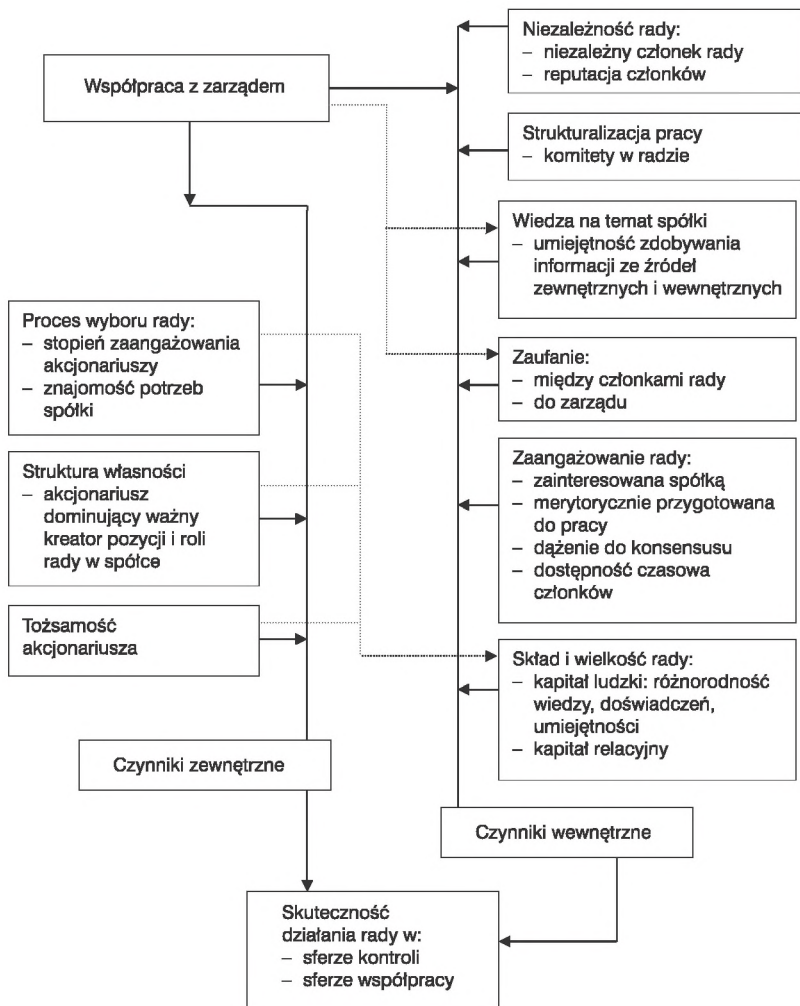 Współpraca z zarządem
Niezależność rady:
– niezależny członek rady
– reputacja członków
Strukturalizacja pracy
– komitety w radzie
Wiedza na temat spółki
– umiejętność zdobywania
informacji ze źródeł
zewnętrznych i wewnętrznych
Proces wyboru rady:
– stopień zaangażowania
akcjonariuszy
– znajomość potrzeb
spółki
Zaufanie:
– między członkami rady
– do zarządu
Struktura własności
– akcjonariusz
dominujący ważny
kreator pozycji i roli
rady w spółce
Zaangażowanie rady:
– zainteresowana spółką
– merytorycznie przygotowana
do pracy
– dążenie do konsensusu
– dostępność czasowa
członków
Tożsamość
akcjonariusza
Skład i wielkość rady:
– kapitał ludzki: różnorodność
wiedzy, doświadczeń,
umiejętności
– kapitał relacyjny
Czynniki zewnętrzne
Czynniki wewnętrzne
Skuteczność
działania rady w:
– sferze kontroli
– sferze współpracy